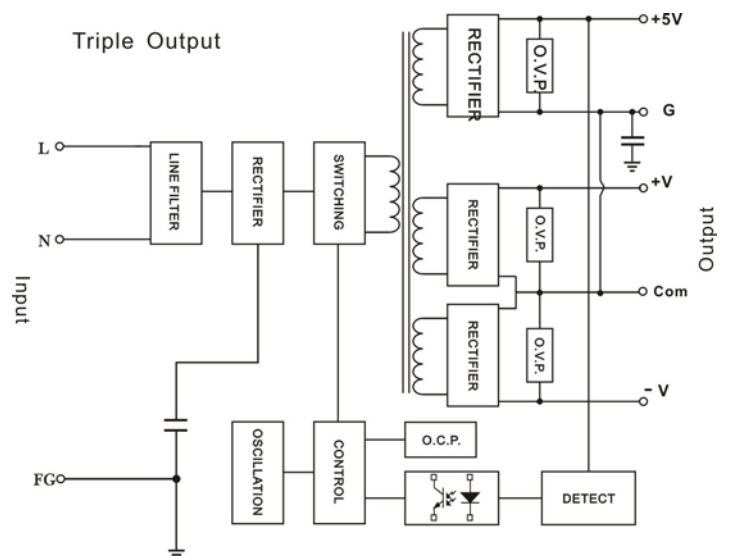 Triple Output
Input
L
N
FG
LINE FILTER
RECTIFIER
SWITCHING
RECTIFIER
RECTIFIER
RECTIFIER
O.V.P.
O.V.P.
O.V.P.
+5V
G
+V
Com
- V
Output
OSCILLATION
CONTROL
O.C.P.
DETECT